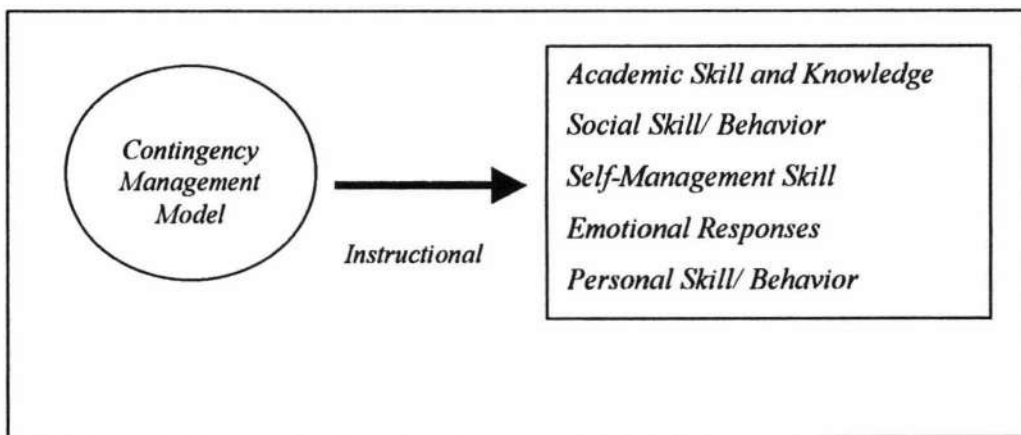 Contingency
Management
Model
Instructional
Academic Skill and Knowledge
Social Skill/ Behavior
Self-Management Skill
Emotional Responses
Personal Skill/ Behavior